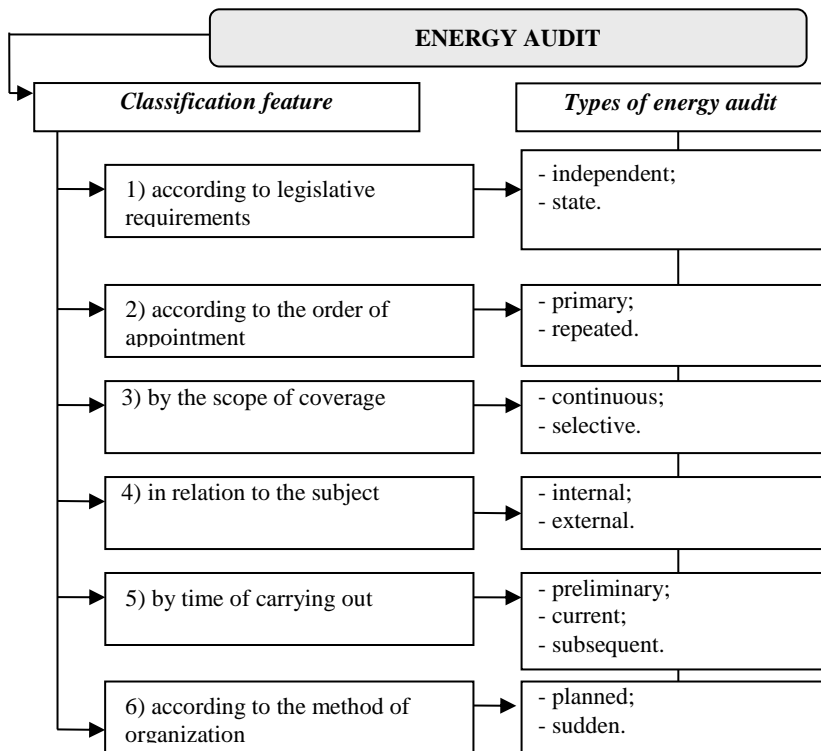 ENERGY AUDIT
Classification feature
Types of energy audit
1) according to legislative
requirements
- independent;
- state.
2) according to the order of
appointment
- primary;
- repeated.
3) by the scope of coverage
- continuous;
- selective.
4) in relation to the subject
- internal;
- external.
5) by time of carrying out
- preliminary;
- current;
- subsequent.
6) according to the method of
organization
- planned;
- sudden.